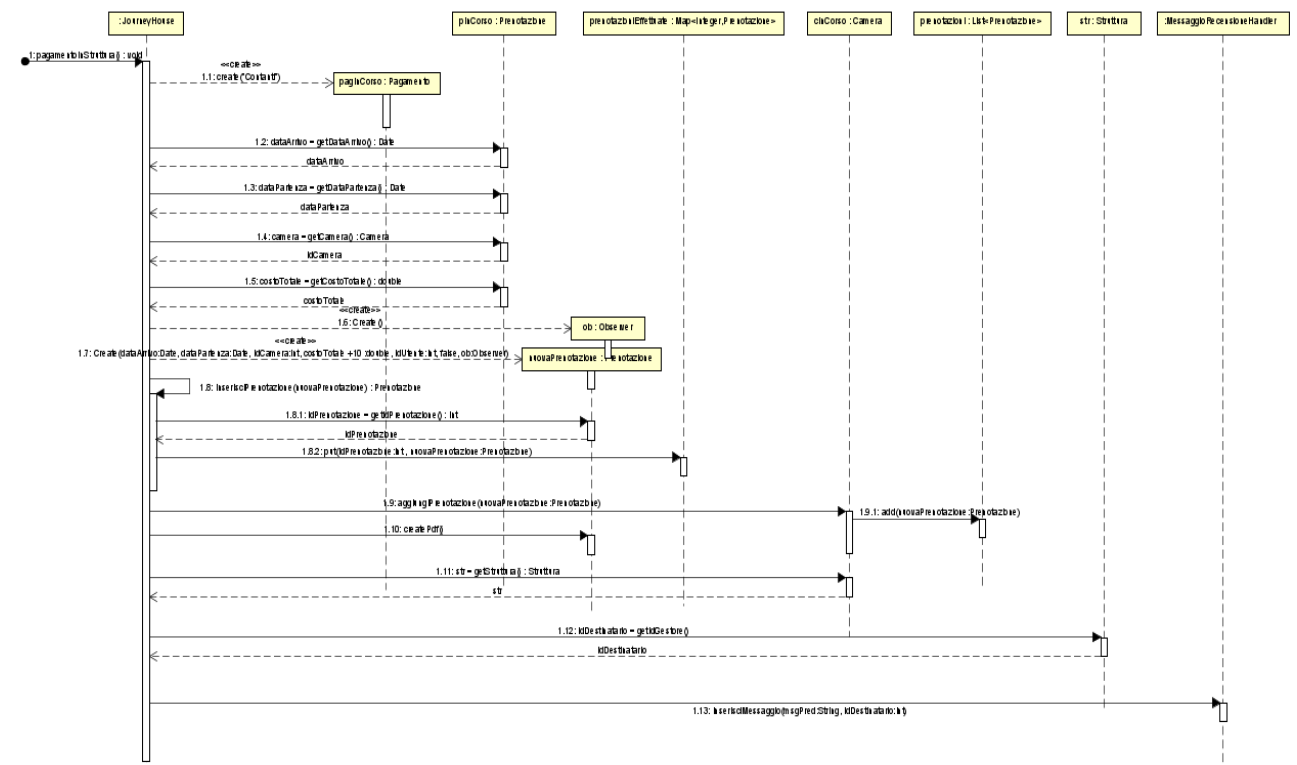 : JourneyHouse
pInCorso : Prenotazione
prenotazioniEffettuate : Map<Integer,Prenotazione>
cInCorso : Camera
prenotazioni : List<Prenotazione>
str : Struttura
:MessaggioRecensioneHandler
1: pagamentoInStruttura() : void
<<create>>
1.1: create("Contanti")
pagInCorso : Pagamento
1.2: dataArrivo = getDataArrivo() : Date
dataArrivo
1.3: dataPartenza = getDataPartenza() : Date
dataPartenza
1.4: camera = getCamera() : Camera
idCamera
1.5: costoTotale = getCostoTotale() : double
costoTotale
<<create>>
1.6: Create()
ob : Observer
<<create>>
1.7: Create(dataArrivo:Date, dataPartenza:Date, idCamera:int, costoTotale +10 :double, idUtente:int, false, ob:Observer)
nuovaPrenotazione : Prenotazione
1.8: inserisciPrenotazione(nuovaPrenotazione) : Prenotazione
1.8.1: idPrenotazione = getIdPrenotazione() : int
idPrenotazione
1.8.2: put(idPrenotazione:int, nuovaPrenotazione:Prenotazione)
1.9: aggiungiPrenotazione(nuovaPrenotazione:Prenotazione)
1.9.1: add(nuovaPrenotazione:Prenotazione)
1.10: createPdf()
1.11: str = getStruttura() : Struttura
str
1.12: idDestinatario = getIdGestore()
idDestinatario
1.13: inserisciMessaggio(msgPred:String, idDestinatario:int)